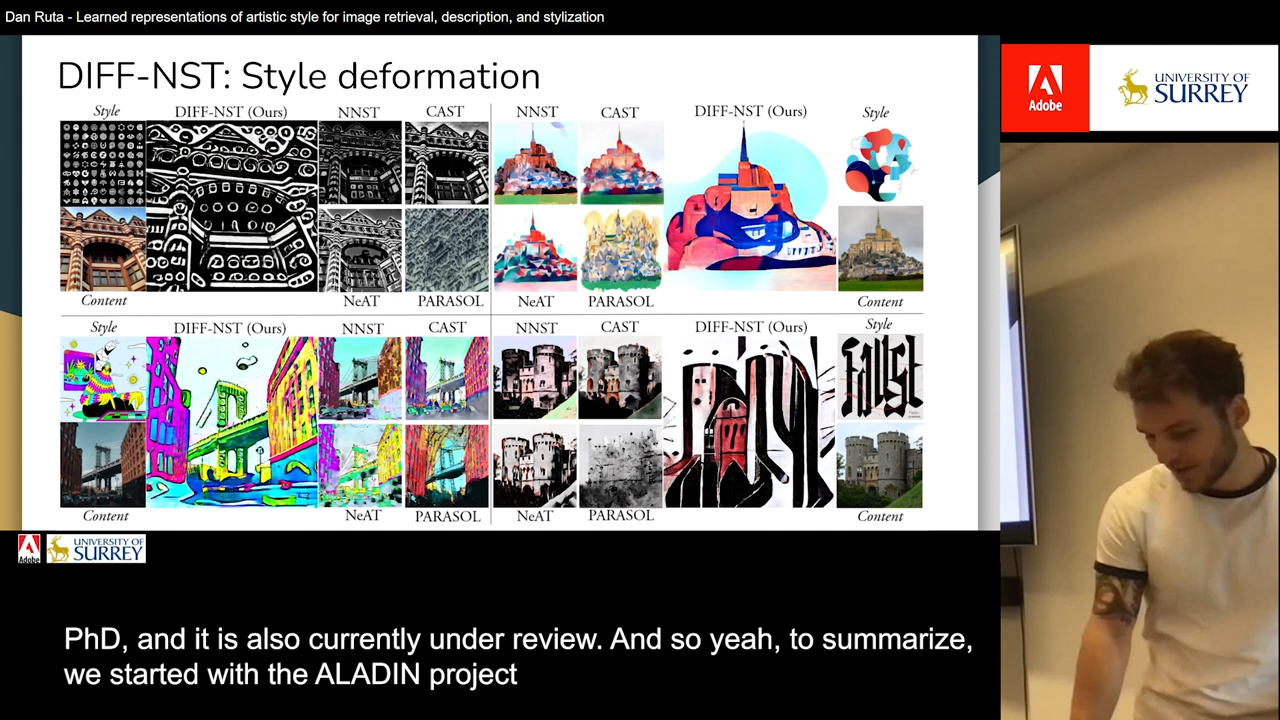 Dan Ruta - Learned representations of artistic style for image retrieval, description, and stylization
DIFF-NST: Style deformation
Style DIFF-NST (Ours) NNST CAST NNST CAST DIFF-NST (Ours) Style
Content NeAT PARASOL NeAT PARASOL Content
Style DIFF-NST (Ours) NNST CAST NNST CAST DIFF-NST (Ours) Style
Faust
Content NeAT PARASOL NeAT PARASOL Content
Adobe
UNIVERSITY OF
SURREY
Adobe
UNIVERSITY OF
SURREY
PhD, and it is also currently under review. And so yeah, to summarize,
we started with the ALADIN project